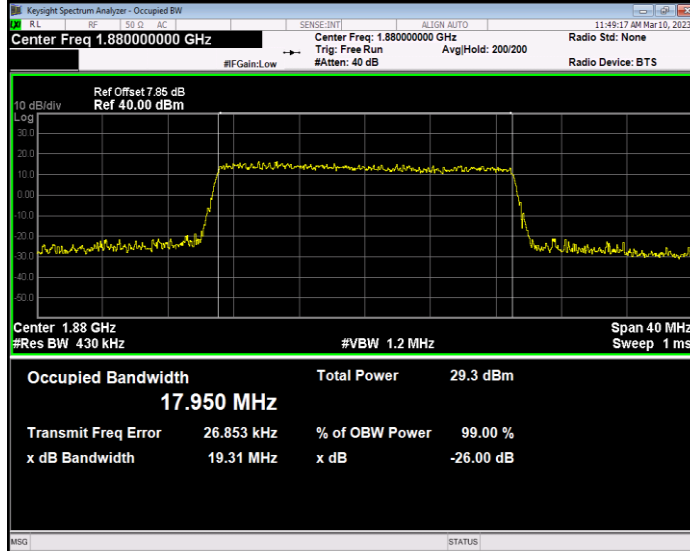 Keysight Spectrum Analyzer - Occupied BW
RL RF 50 Ω AC SENSE:INT ALIGN AUTO 11:49:17 AM Mar 10, 2023
Center Freq 1.880000000 GHz Center Freq: 1.880000000 GHz Radio Std: None
Trig: Free Run Avg|Hold: 200/200
#IFGain:Low #Atten: 40 dB Radio Device: BTS
Ref Offset 7.85 dB
10 dB/div Ref 40.00 dBm
Log
30.0
20.0
10.0
0.00
-10.0
-20.0
-30.0
-40.0
-50.0
Center 1.88 GHz Span 40 MHz
#Res BW 430 kHz #VBW 1.2 MHz Sweep 1 ms
Occupied Bandwidth Total Power 29.3 dBm
17.950 MHz
Transmit Freq Error 26.853 kHz % of OBW Power 99.00 %
x dB Bandwidth 19.31 MHz x dB -26.00 dB
MSG STATUS